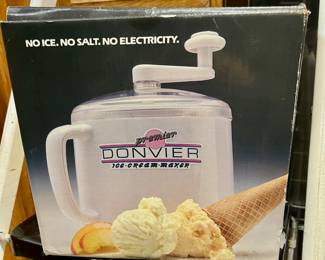 NO ICE. NO SALT. NO ELECTRICITY.
premier
DONVIER
ICE-CREAM-MAKER